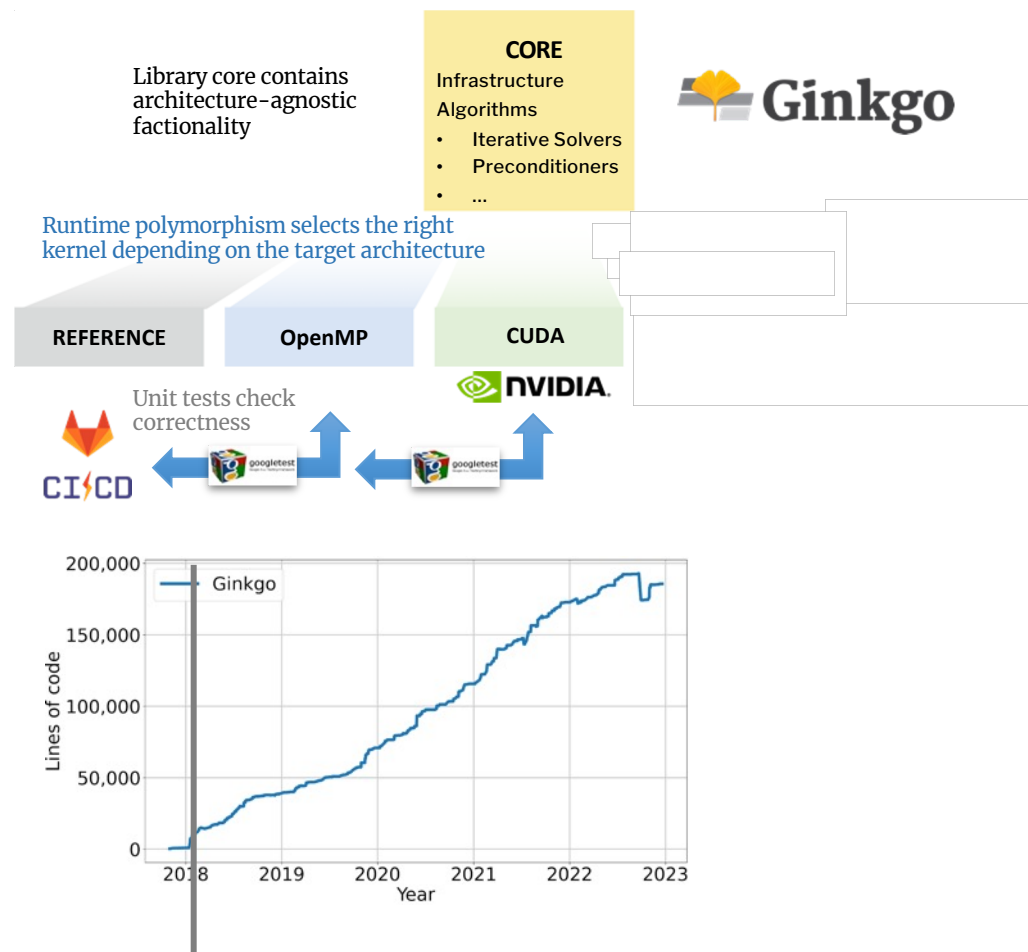 CORE
Infrastructure
Algorithms
• Iterative Solvers
• Preconditioners
• ...
Library core contains
architecture-agnostic
factionality
Ginkgo
Runtime polymorphism selects the right
kernel depending on the target architecture
REFERENCE
OpenMP
CUDA
NVIDIA.
Unit tests check
correctness
CI CD
googletest
googletest
200,000
150,000
100,000
50,000
0
Lines of code
Ginkgo
2018
2019
2020
2021
2022
2023
Year